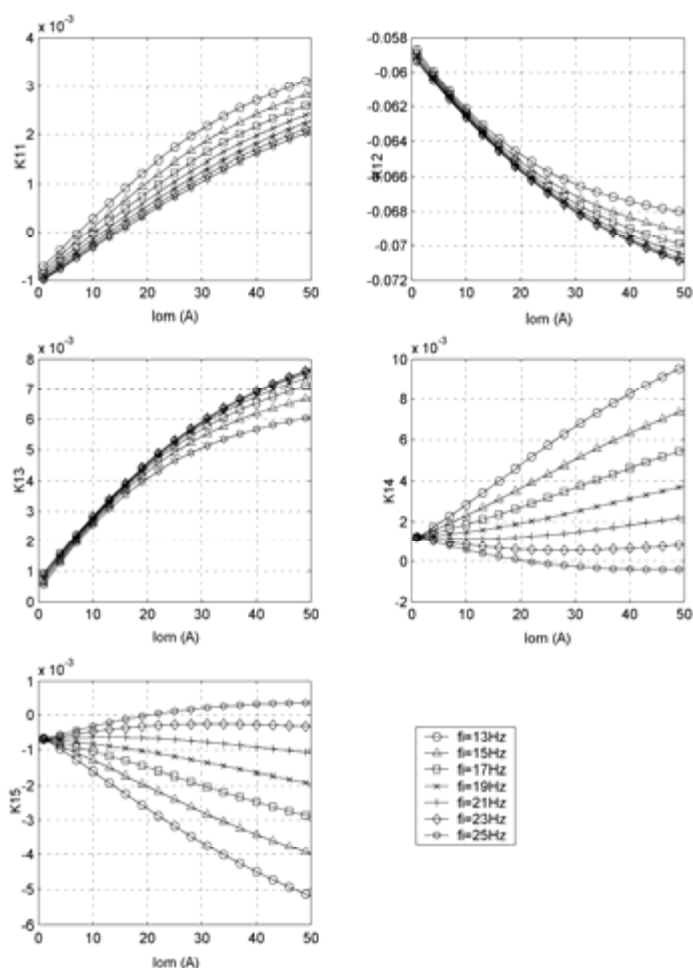 x 10⁻³
4
3
2
1
0
-1
K11
0 10 20 30 40 50
Iom (A)
-0.058
-0.06
-0.062
-0.064
-0.066
-0.068
-0.07
-0.072
K12
0 10 20 30 40 50
Iom (A)
x 10⁻³
8
7
6
5
4
3
2
1
0
K13
0 10 20 30 40 50
Iom (A)
x 10⁻³
10
8
6
4
2
0
-2
K14
0 10 20 30 40 50
Iom (A)
x 10⁻³
1
0
-1
-2
-3
-4
-5
-6
K15
0 10 20 30 40 50
Iom (A)
fi=13Hz
fi=15Hz
fi=17Hz
fi=19Hz
fi=21Hz
fi=23Hz
fi=25Hz